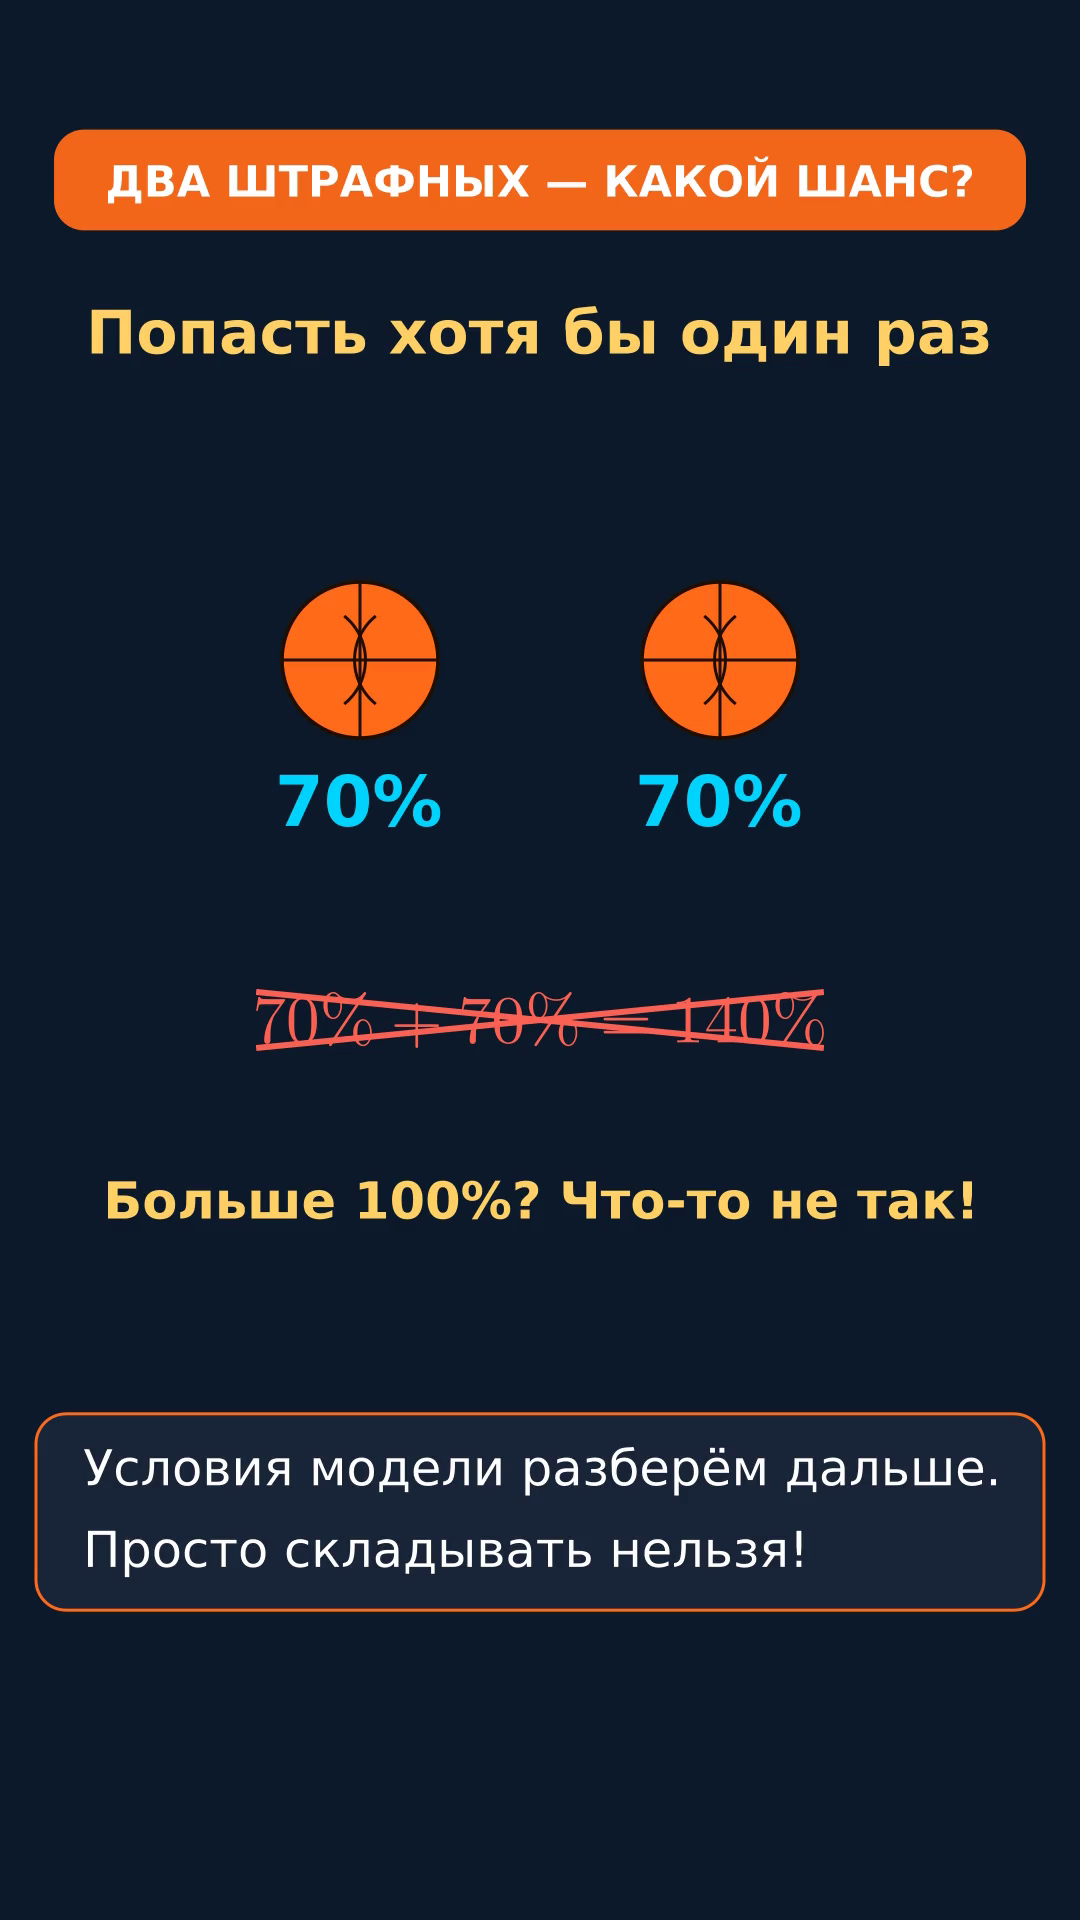 ДВА ШТРАФНЫХ — КАКОЙ ШАНС?
Попасть хотя бы один раз
70% 70%
70% + 70% = 140%
Больше 100%? Что-то не так!
Условия модели разберём дальше.
Просто складывать нельзя!